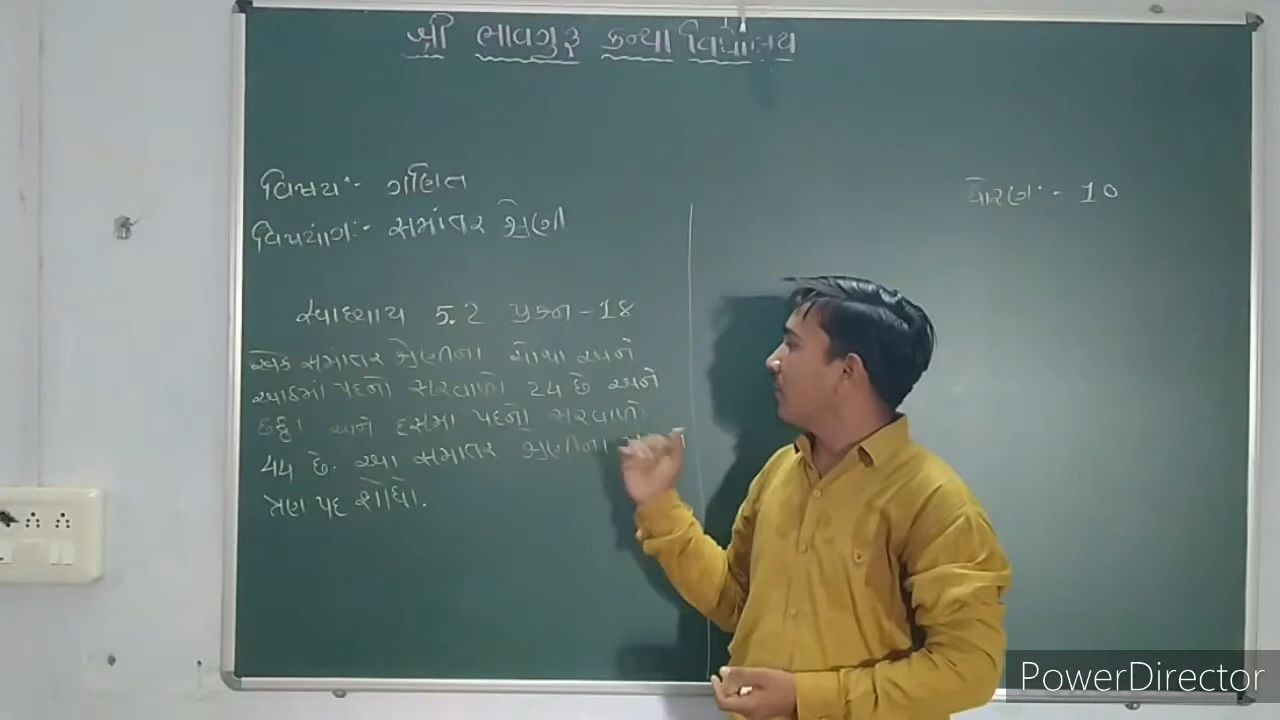 શ્રી ભાવગુરૂ કન્યા વિદ્યાલય
વિષય:- ગણિત
ધોરણ:- 10
વિષયાંગ:- સમાંતર શ્રેણી
સ્વાધ્યાય 5.2 પ્રશ્ન - 18
એક સમાંતર શ્રેણીના ચોથા અને
આઠમાં પદનો સરવાળો 24 છે અને
છઠ્ઠા અને દસમા પદનો સરવાળો
44 છે. આ સમાંતર શ્રેણીના
ત્રણ પદ શોધો.
PowerDirector